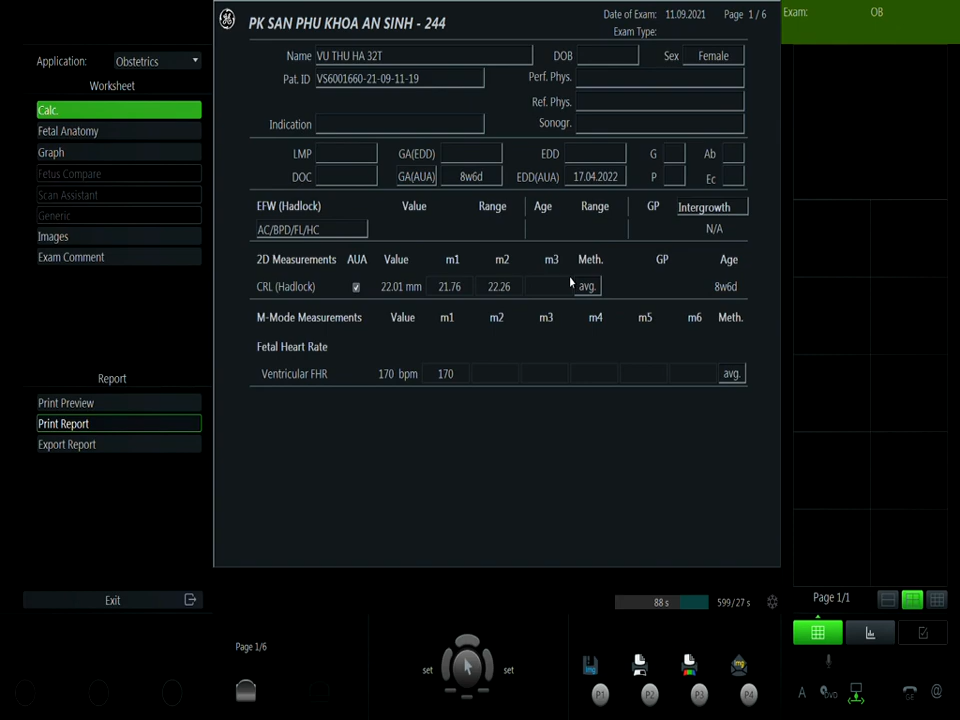 PK SAN PHU KHOA AN SINH - 244
Date of Exam: 11.09.2021 Page 1 / 6
Exam Type:
Exam: OB
Application: Obstetrics
Worksheet
Calc.
Fetal Anatomy
Graph
Fetus Compare
Scan Assistant
Generic
Images
Exam Comment
Report
Print Preview
Print Report
Export Report
Exit
Name VU THU HA 32T DOB Sex Female
Pat. ID VS6001660-21-09-11-19 Perf. Phys.
Ref. Phys.
Indication Sonogr.
LMP GA(EDD) EDD G Ab
DOC GA(AUA) 8w6d EDD(AUA) 17.04.2022 P Ec
EFW (Hadlock) Value Range Age Range GP Intergrowth
AC/BPD/FL/HC N/A
2D Measurements AUA Value m1 m2 m3 Meth. GP Age
CRL (Hadlock) 22.01 mm 21.76 22.26 avg. 8w6d
M-Mode Measurements Value m1 m2 m3 m4 m5 m6 Meth.
Fetal Heart Rate
Ventricular FHR 170 bpm 170 avg.
88 s 599/27 s
Page 1/1
Page 1/6
set set
img img
P1 P2 P3 P4
A DVD @